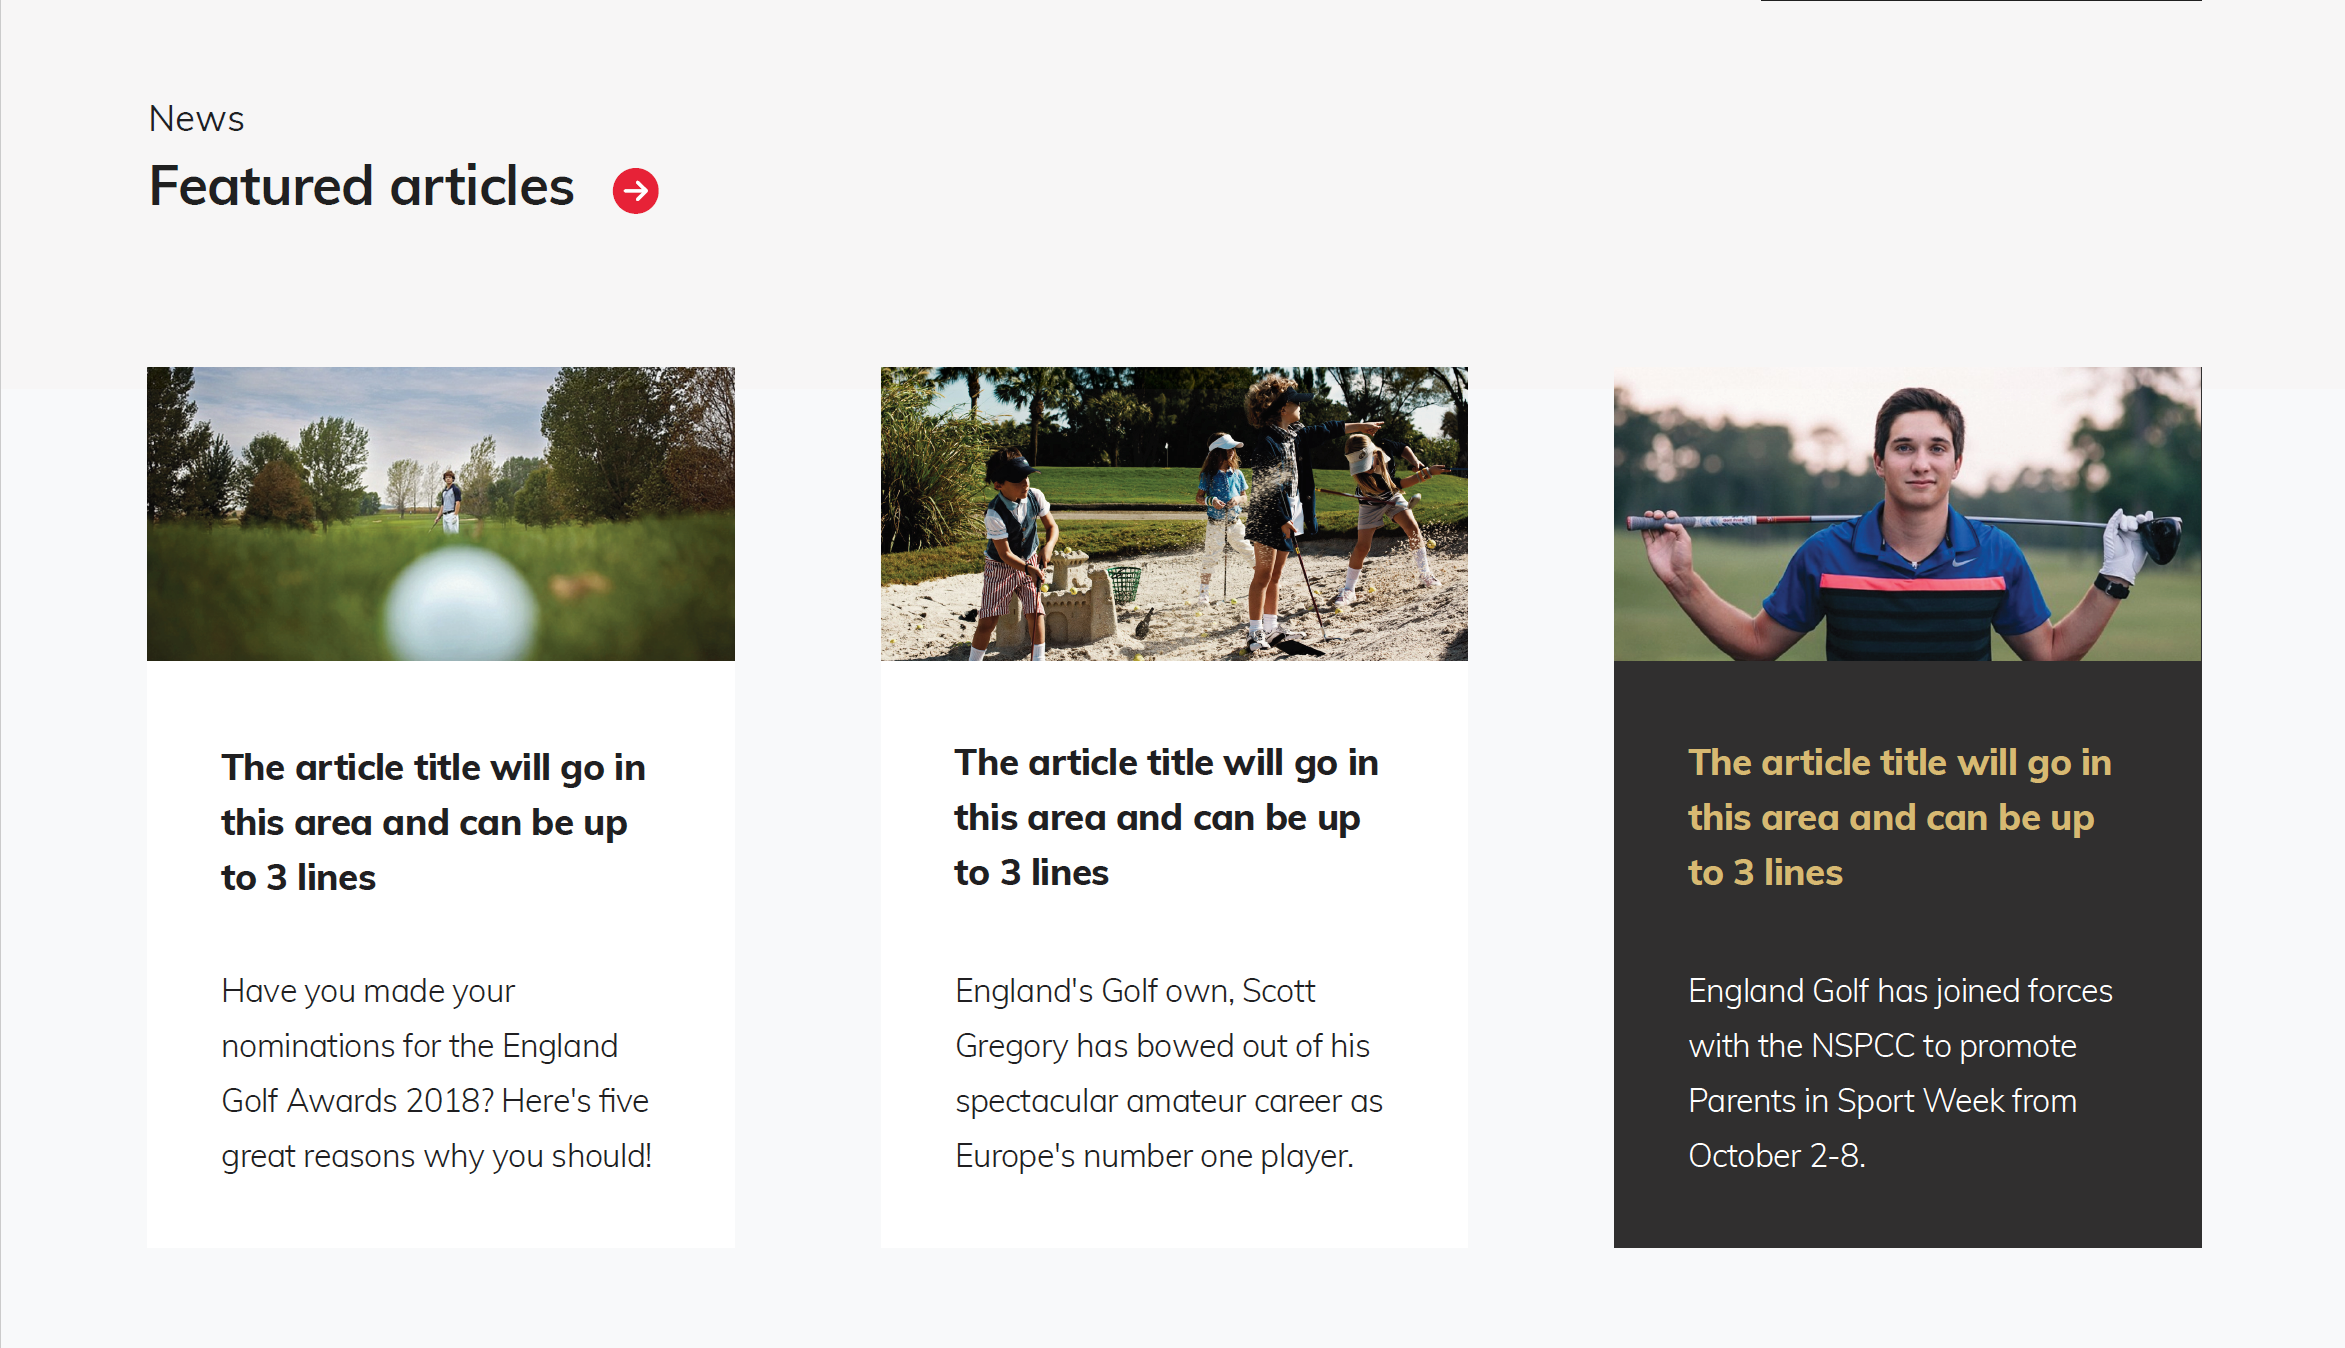 News
Featured articles
The article title will go in
this area and can be up
to 3 lines
Have you made your
nominations for the England
Golf Awards 2018? Here's five
great reasons why you should!
The article title will go in
this area and can be up
to 3 lines
England's Golf own, Scott
Gregory has bowed out of his
spectacular amateur career as
Europe's number one player.
The article title will go in
this area and can be up
to 3 lines
England Golf has joined forces
with the NSPCC to promote
Parents in Sport Week from
October 2-8.